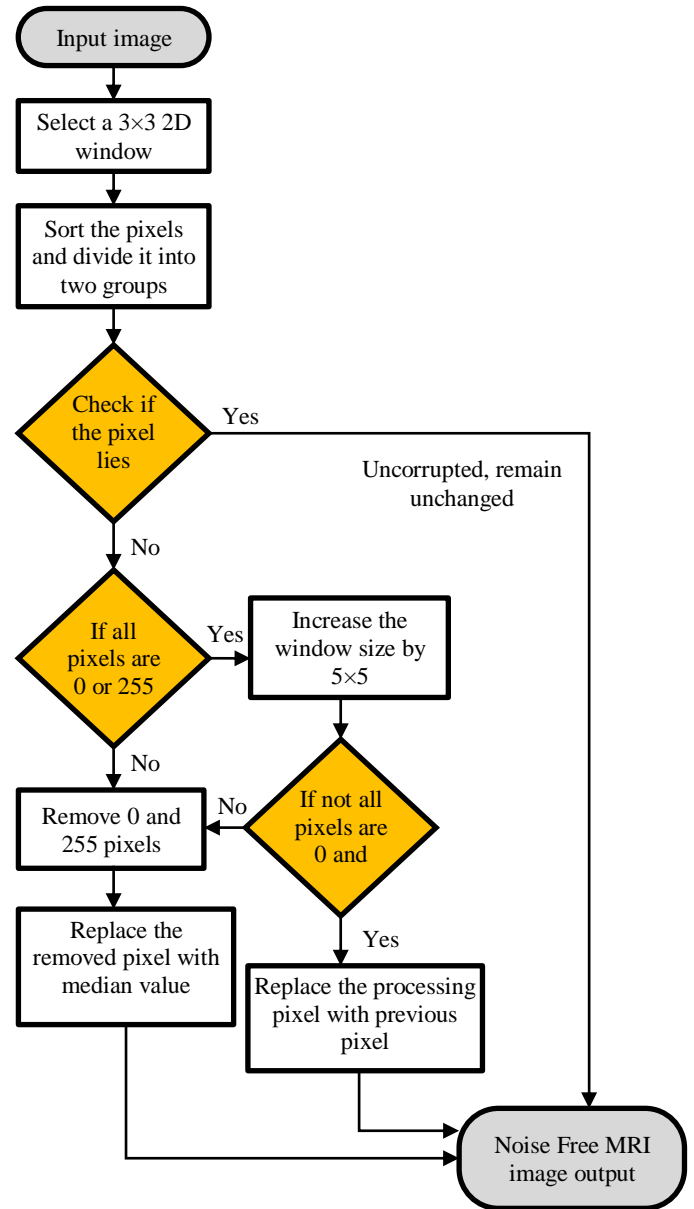 Input image
Select a 3×3 2D
window
Sort the pixels
and divide it into
two groups
Check if
the pixel
lies
Yes
Uncorrupted, remain
unchanged
No
If all
pixels are
0 or 255
Yes
Increase the
window size by
5×5
No
Remove 0 and
255 pixels
No
If not all
pixels are
0 and
Replace the
removed pixel with
median value
Yes
Replace the processing
pixel with previous
pixel
Noise Free MRI
image output